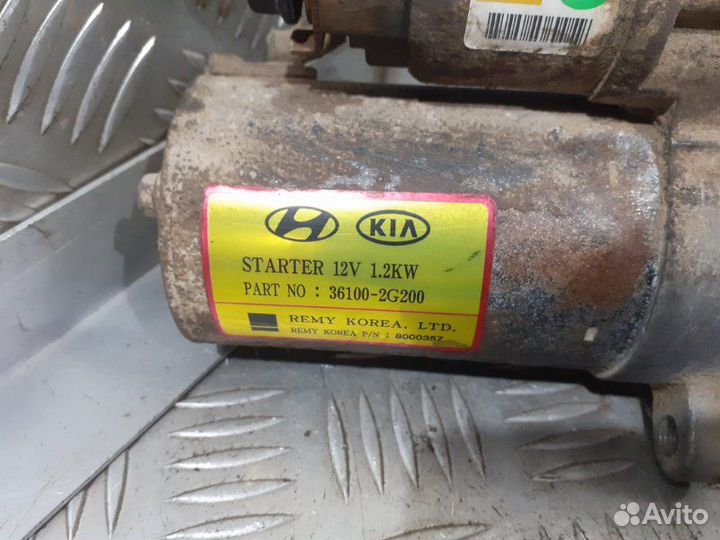 KIA
STARTER 12V 1.2KW
PART NO : 36100-2G200
REMY KOREA, LTD.
REMY KOREA P/N : 8000357
Avito